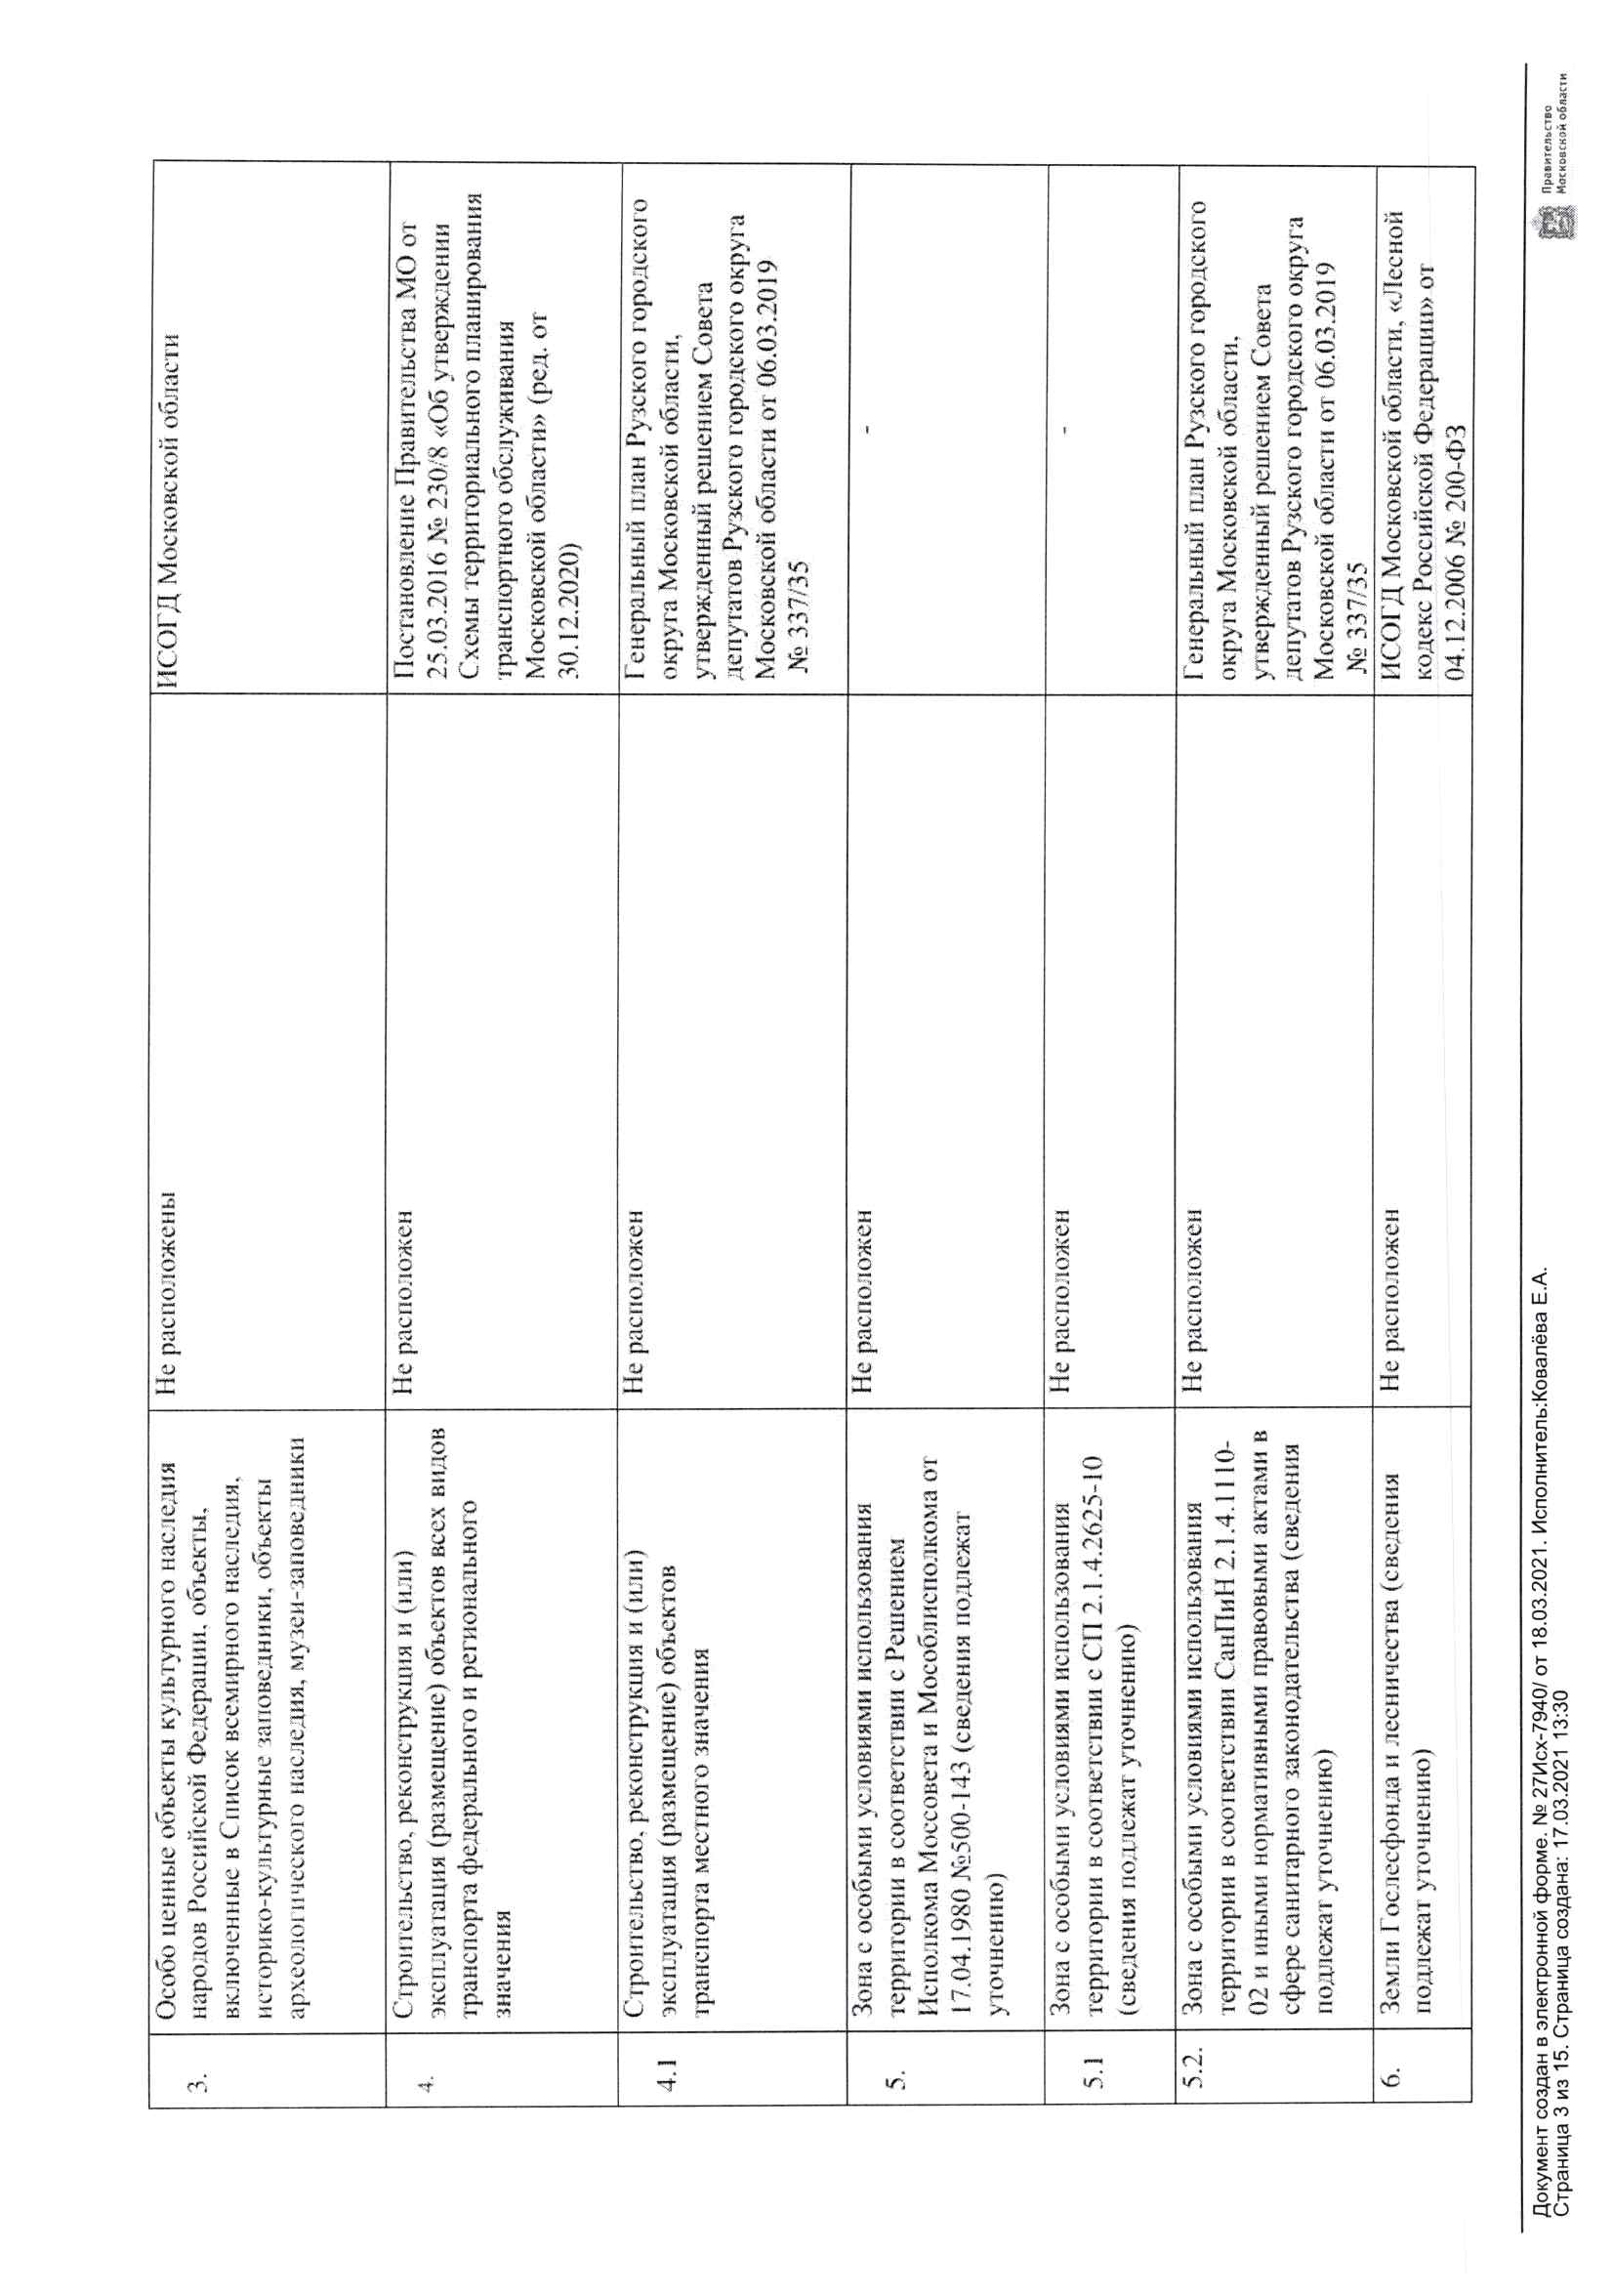 3.
Особо ценные объекты культурного наследия
народов Российской Федерации, объекты,
включенные в Список всемирного наследия,
историко-культурные заповедники, объекты
археологического наследия, музеи-заповедники
Не расположены
ИСОГД Московской области
4.
Строительство, реконструкция и (или)
эксплуатация (размещение) объектов всех видов
транспорта федерального и регионального
значения
Не расположен
Постановление Правительства МО от
25.03.2016 № 230/8 «Об утверждении
Схемы территориального планирования
транспортного обслуживания
Московской области» (ред. от
30.12.2020)
4.1
Строительство, реконструкция и (или)
эксплуатация (размещение) объектов
транспорта местного значения
Не расположен
Генеральный план Рузского городского
округа Московской области,
утвержденный решением Совета
депутатов Рузского городского округа
Московской области от 06.03.2019
№ 337/35
5.
Зона с особыми условиями использования
территории в соответствии с Решением
Исполкома Моссовета и Мособлисполкома от
17.04.1980 №500-143 (сведения подлежат
уточнению)
Не расположен
-
5.1
Зона с особыми условиями использования
территории в соответствии с СП 2.1.4.2625-10
(сведения подлежат уточнению)
Не расположен
-
5.2.
Зона с особыми условиями использования
территории в соответствии СанПиН 2.1.4.1110-
02 и иными нормативными правовыми актами в
сфере санитарного законодательства (сведения
подлежат уточнению)
Не расположен
Генеральный план Рузского городского
округа Московской области,
утвержденный решением Совета
депутатов Рузского городского округа
Московской области от 06.03.2019
№ 337/35
6.
Земли Гослесфонда и лесничества (сведения
подлежат уточнению)
Не расположен
ИСОГД Московской области, «Лесной
кодекс Российской Федерации» от
04.12.2006 № 200-ФЗ
Документ создан в электронной форме. № 27Исх-7940/ от 18.03.2021. Исполнитель:Ковалёва Е.А.
Страница 3 из 15. Страница создана: 17.03.2021 13:30
Правительство
Московской области